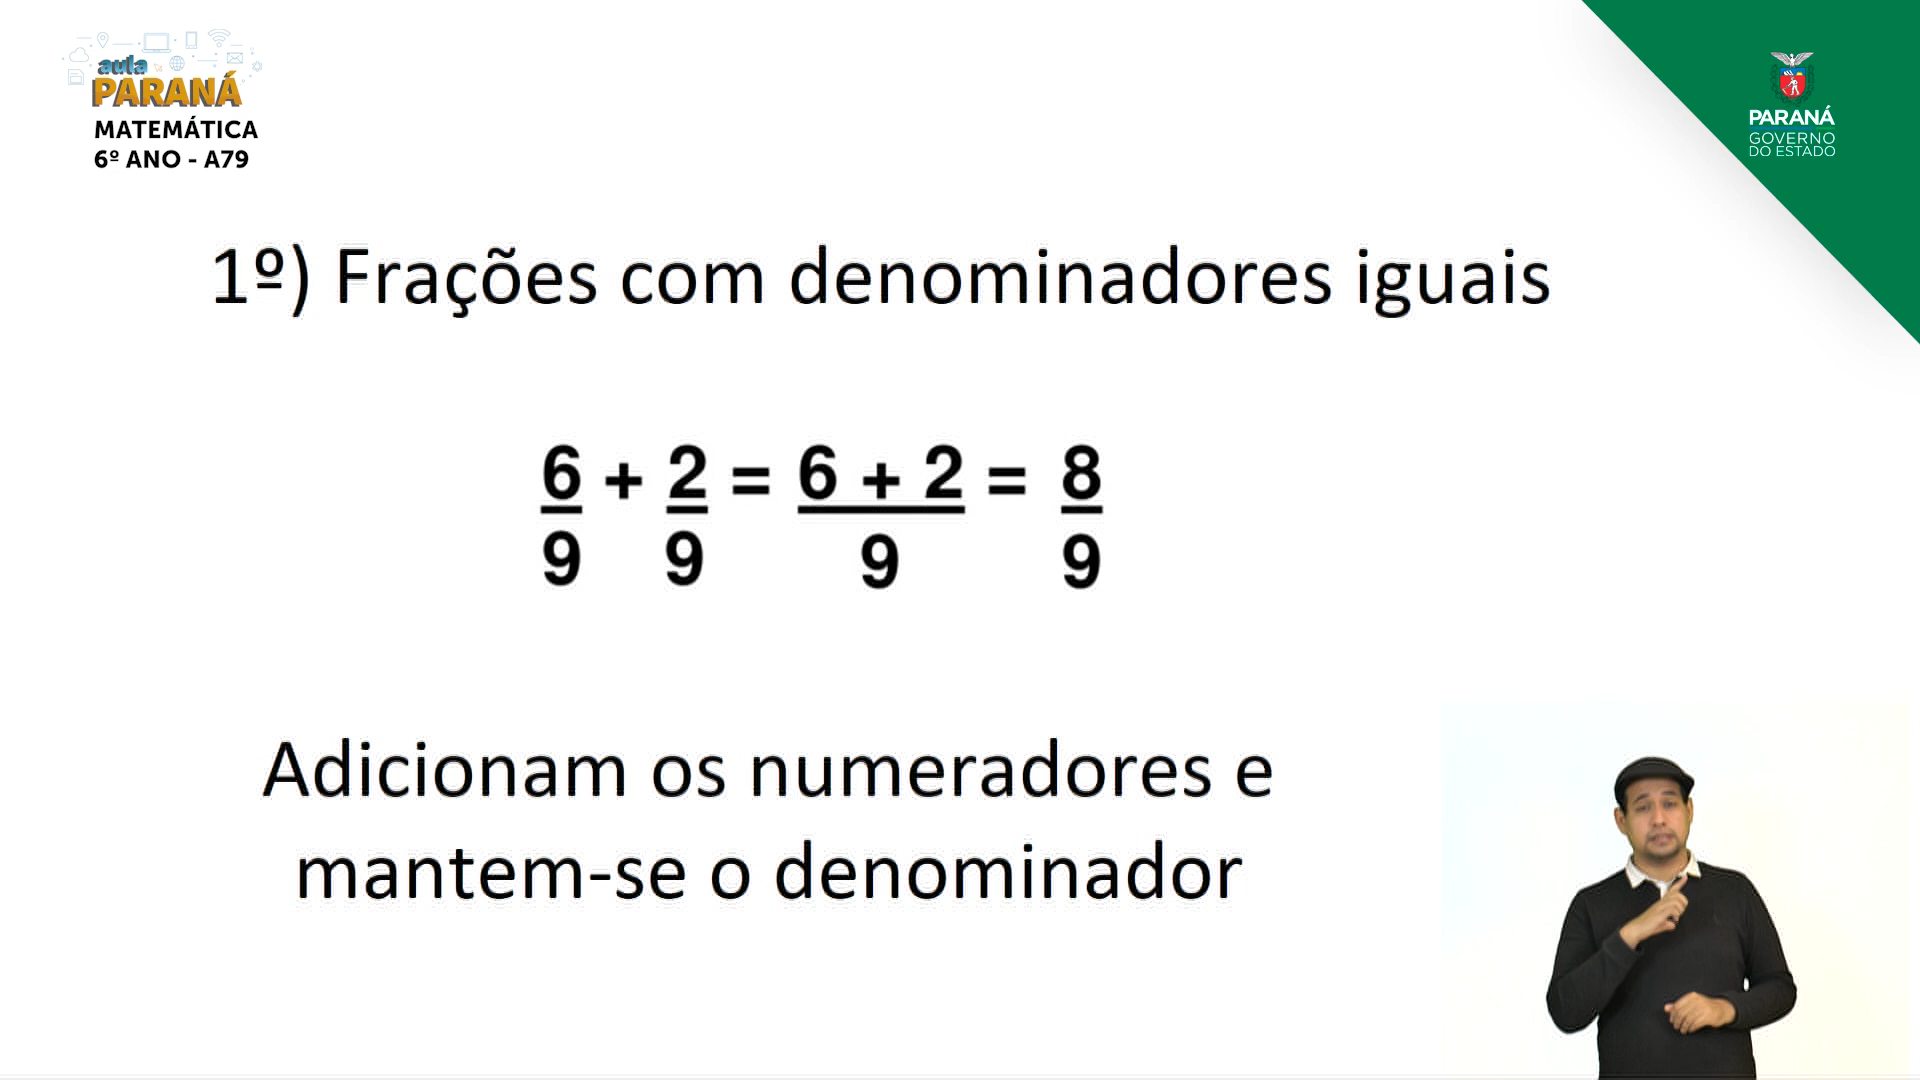 aula
PARANÁ
MATEMÁTICA
6º ANO - A79
PARANÁ
GOVERNO
DO ESTADO
1º) Frações com denominadores iguais
6 + 2 = 6 + 2 = 8
9 9 9 9
Adicionam os numeradores e
mantem-se o denominador